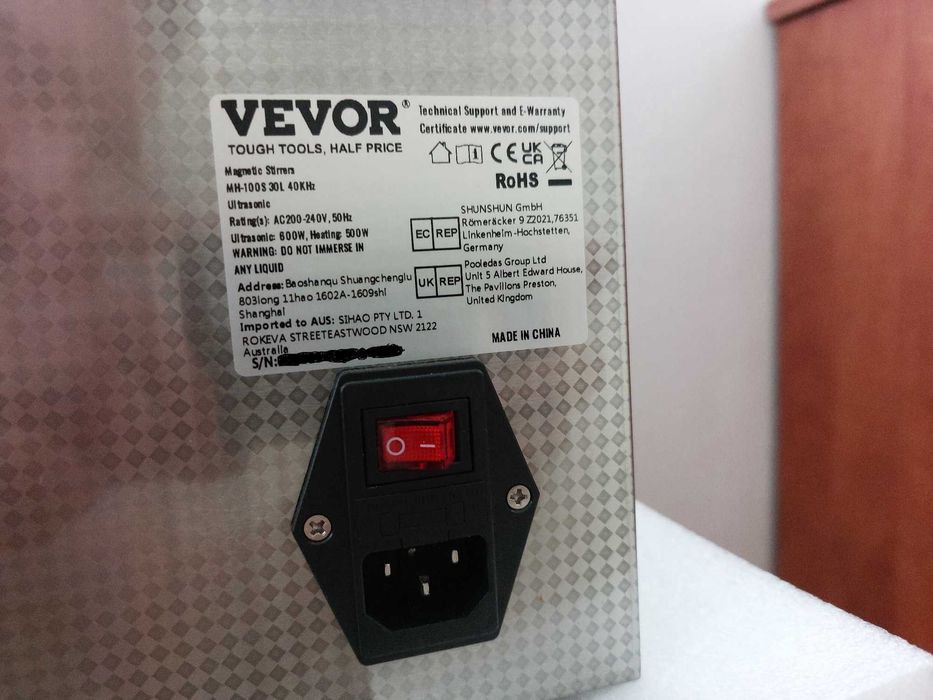 VEVOR®
TOUGH TOOLS, HALF PRICE
Technical Support and E-Warranty
Certificate www.vevor.com/support
CE UK CA
RoHS
Magnetic Stirrers
MH-100S 30L 40KHz
Ultrasonic
Rating(s): AC200-240V, 50Hz
Ultrasonic: 600W, Heating: 500W
WARNING: DO NOT IMMERSE IN
ANY LIQUID
Address: Baoshanqu Shuangchenglu
803long 11hao 1602A-1609shi
Shanghai
Imported to AUS: SIHAO PTY LTD. 1
ROKEVA STREETEASTWOOD NSW 2122
Australia
S/N:
EC REP
SHUNSHUN GmbH
Römeräcker 9 Z2021,76351
Linkenheim-Hochstetten,
Germany
UK REP
Pooledas Group Ltd
Unit 5 Albert Edward House,
The Pavilions Preston,
United Kingdom
MADE IN CHINA